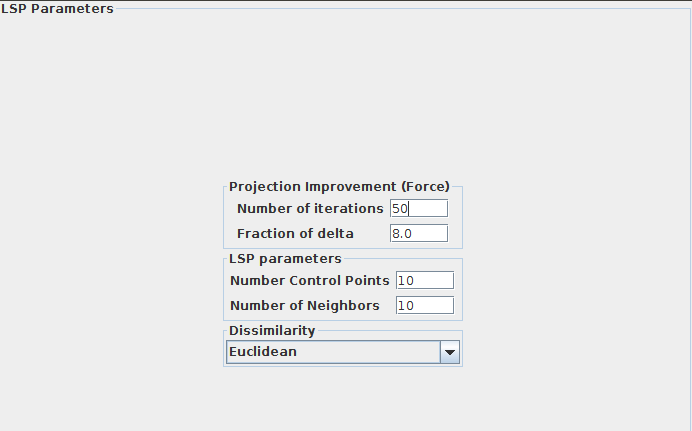 LSP Parameters
Projection Improvement (Force)
Number of iterations 50
Fraction of delta 8.0
LSP parameters
Number Control Points 10
Number of Neighbors 10
Dissimilarity
Euclidean